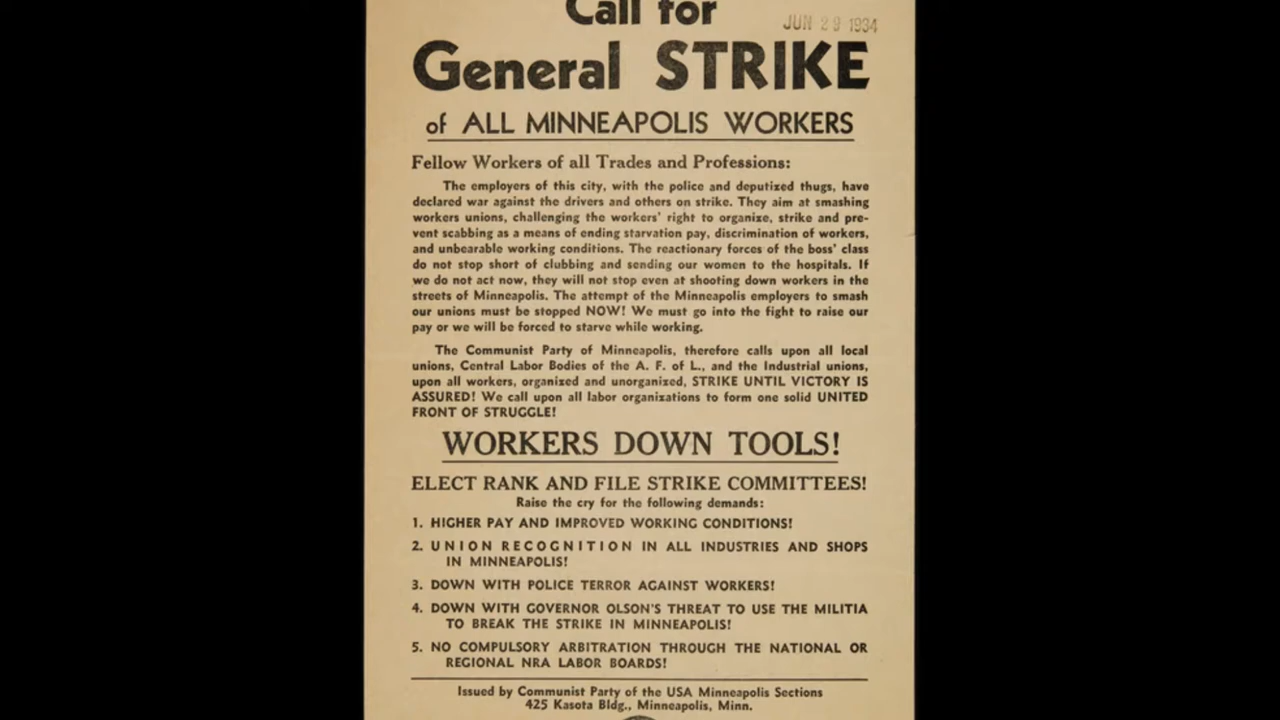 Call for
JUN 29 1934
General STRIKE
of ALL MINNEAPOLIS WORKERS
Fellow Workers of all Trades and Professions:
The employers of this city, with the police and deputized thugs, have
declared war against the drivers and others on strike. They aim at smashing
workers unions, challenging the workers' right to organize, strike and pre-
vent scabbing as a means of ending starvation pay, discrimination of workers,
and unbearable working conditions. The reactionary forces of the boss' class
do not stop short of clubbing and sending our women to the hospitals. If
we do not act now, they will not stop even at shooting down workers in the
streets of Minneapolis. The attempt of the Minneapolis employers to smash
our unions must be stopped NOW! We must go into the fight to raise our
pay or we will be forced to starve while working.
The Communist Party of Minneapolis, therefore calls upon all local
unions, Central Labor Bodies of the A. F. of L., and the Industrial unions,
upon all workers, organized and unorganized, STRIKE UNTIL VICTORY IS
ASSURED! We call upon all labor organizations to form one solid UNITED
FRONT OF STRUGGLE!
WORKERS DOWN TOOLS!
ELECT RANK AND FILE STRIKE COMMITTEES!
Raise the cry for the following demands:
1. HIGHER PAY AND IMPROVED WORKING CONDITIONS!
2. UNION RECOGNITION IN ALL INDUSTRIES AND SHOPS
IN MINNEAPOLIS!
3. DOWN WITH POLICE TERROR AGAINST WORKERS!
4. DOWN WITH GOVERNOR OLSON'S THREAT TO USE THE MILITIA
TO BREAK THE STRIKE IN MINNEAPOLIS!
5. NO COMPULSORY ARBITRATION THROUGH THE NATIONAL OR
REGIONAL NRA LABOR BOARDS!
Issued by Communist Party of the USA Minneapolis Sections
425 Kasota Bldg., Minneapolis, Minn.